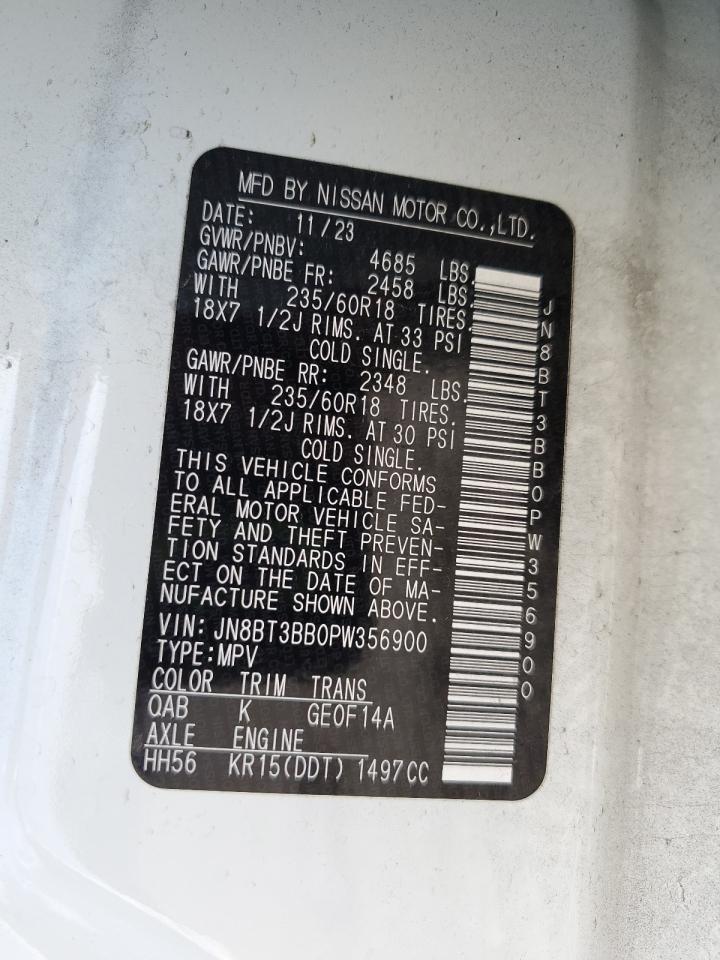 MFD BY NISSAN MOTOR CO.,LTD.
DATE: 11/23
GVWR/PNBV: 4685 LBS.
GAWR/PNBE FR: 2458 LBS.
WITH 235/60R18 TIRES.
18X7 1/2J RIMS. AT 33 PSI
COLD SINGLE.
GAWR/PNBE RR: 2348 LBS.
WITH 235/60R18 TIRES.
18X7 1/2J RIMS. AT 30 PSI
COLD SINGLE.
THIS VEHICLE CONFORMS
TO ALL APPLICABLE FED-
ERAL MOTOR VEHICLE SA-
FETY AND THEFT PREVEN-
TION STANDARDS IN EFF-
ECT ON THE DATE OF MA-
NUFACTURE SHOWN ABOVE.
VIN: JN8BT3BB0PW356900
TYPE:MPV
COLOR TRIM TRANS
QAB K GE0F14A
AXLE ENGINE
HH56 KR15(DDT) 1497CC
JN8BT3BB0PW356900